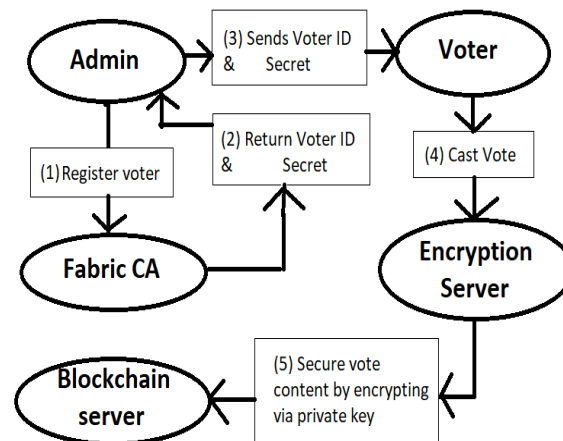 Admin
(3) Sends Voter ID
& Secret
Voter
(2) Return Voter ID
& Secret
(1) Register voter
(4) Cast Vote
Fabric CA
Encryption
Server
(5) Secure vote
content by encrypting
via private key
Blockchain
server